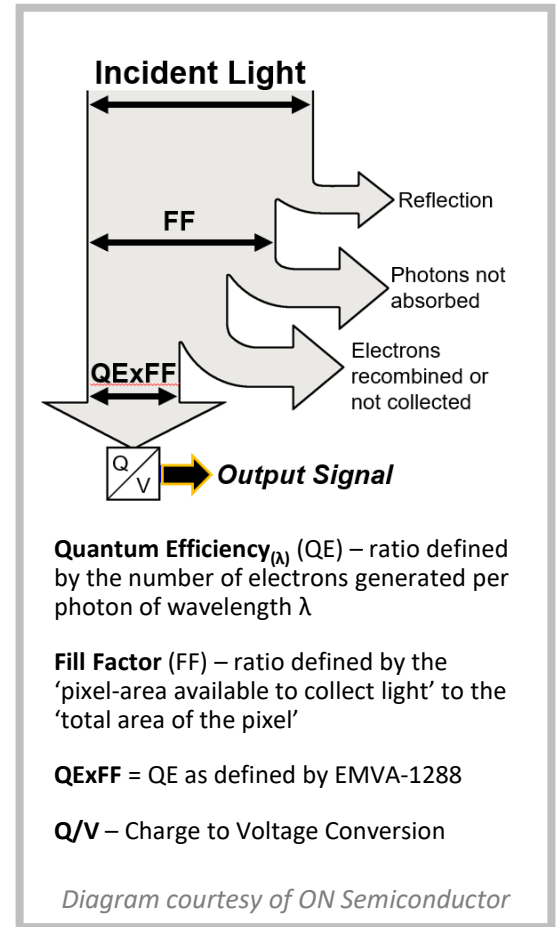 Incident Light
Reflection
FF
Photons not
absorbed
Electrons
recombined or
not collected
QExFF
Q
V
Output Signal
Quantum Efficiency(λ) (QE) – ratio defined
by the number of electrons generated per
photon of wavelength λ
Fill Factor (FF) – ratio defined by the
‘pixel-area available to collect light’ to the
‘total area of the pixel’
QExFF = QE as defined by EMVA-1288
Q/V – Charge to Voltage Conversion
Diagram courtesy of ON Semiconductor